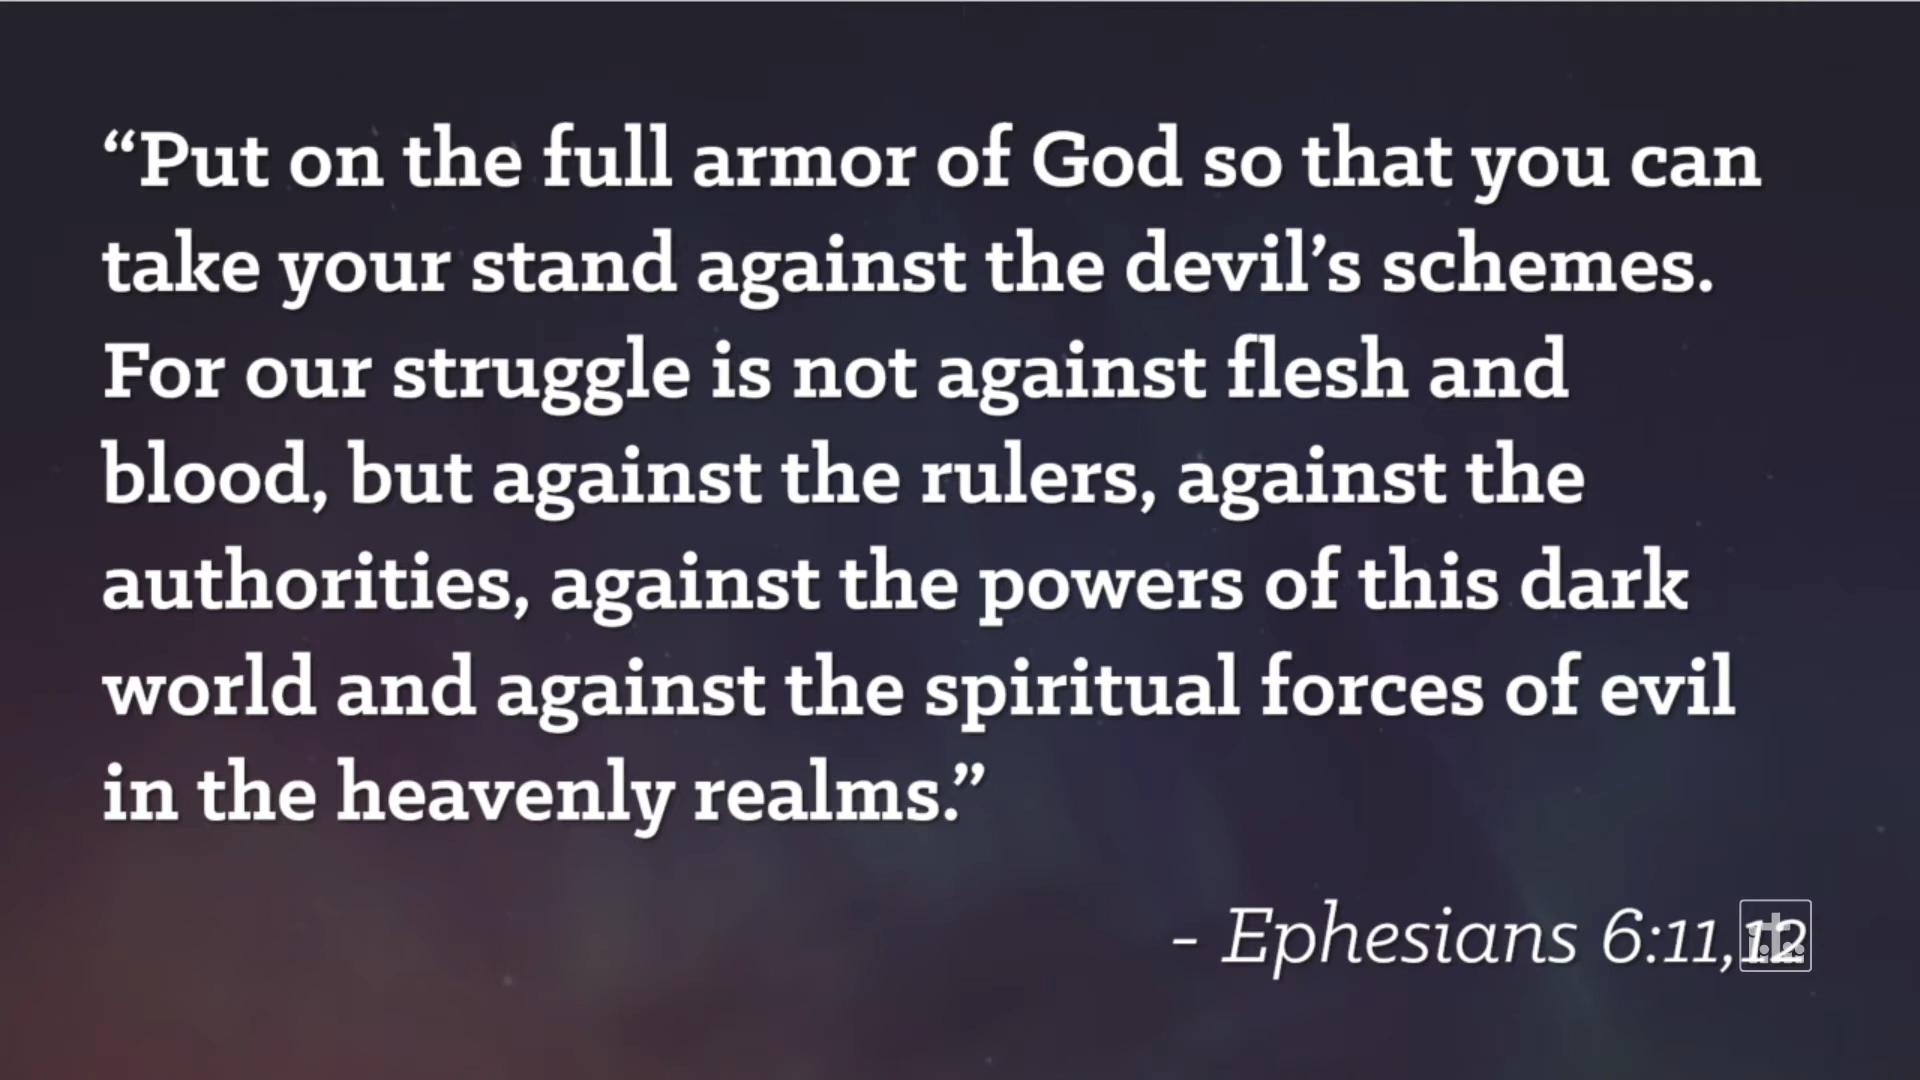 “Put on the full armor of God so that you can
take your stand against the devil’s schemes.
For our struggle is not against flesh and
blood, but against the rulers, against the
authorities, against the powers of this dark
world and against the spiritual forces of evil
in the heavenly realms.”
- Ephesians 6:11,12